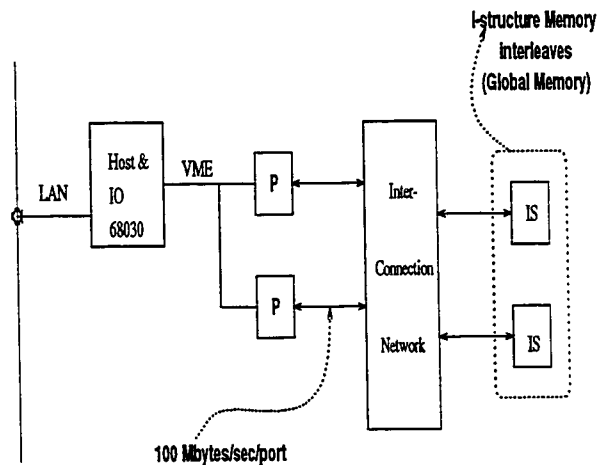 I-structure Memory
interleaves
(Global Memory)
Host &
IO
68030
LAN
VME
P
P
Inter-
Connection
Network
IS
IS
100 Mbytes/sec/port